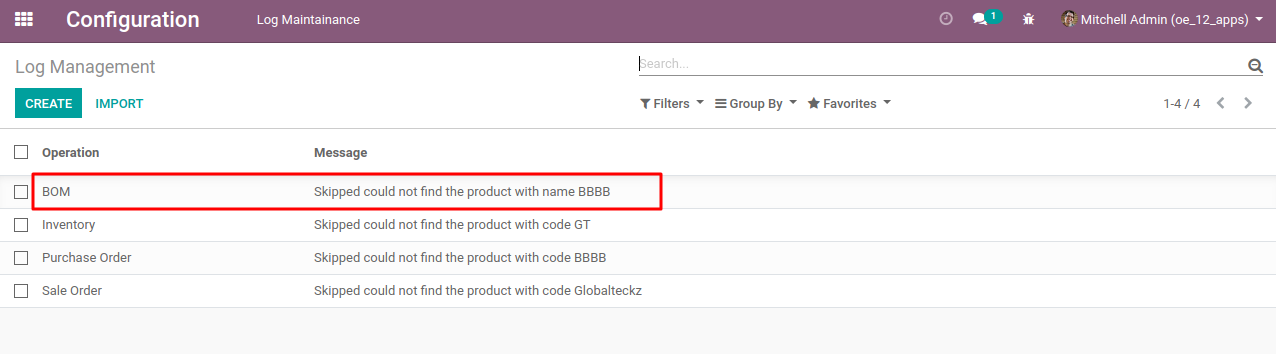 Configuration Log Maintainance 1 Mitchell Admin (oe_12_apps)
Log Management Search...
CREATE IMPORT Filters Group By Favorites 1-4 / 4
Operation Message
BOM Skipped could not find the product with name BBBB
Inventory Skipped could not find the product with code GT
Purchase Order Skipped could not find the product with code BBBB
Sale Order Skipped could not find the product with code Globalteckz